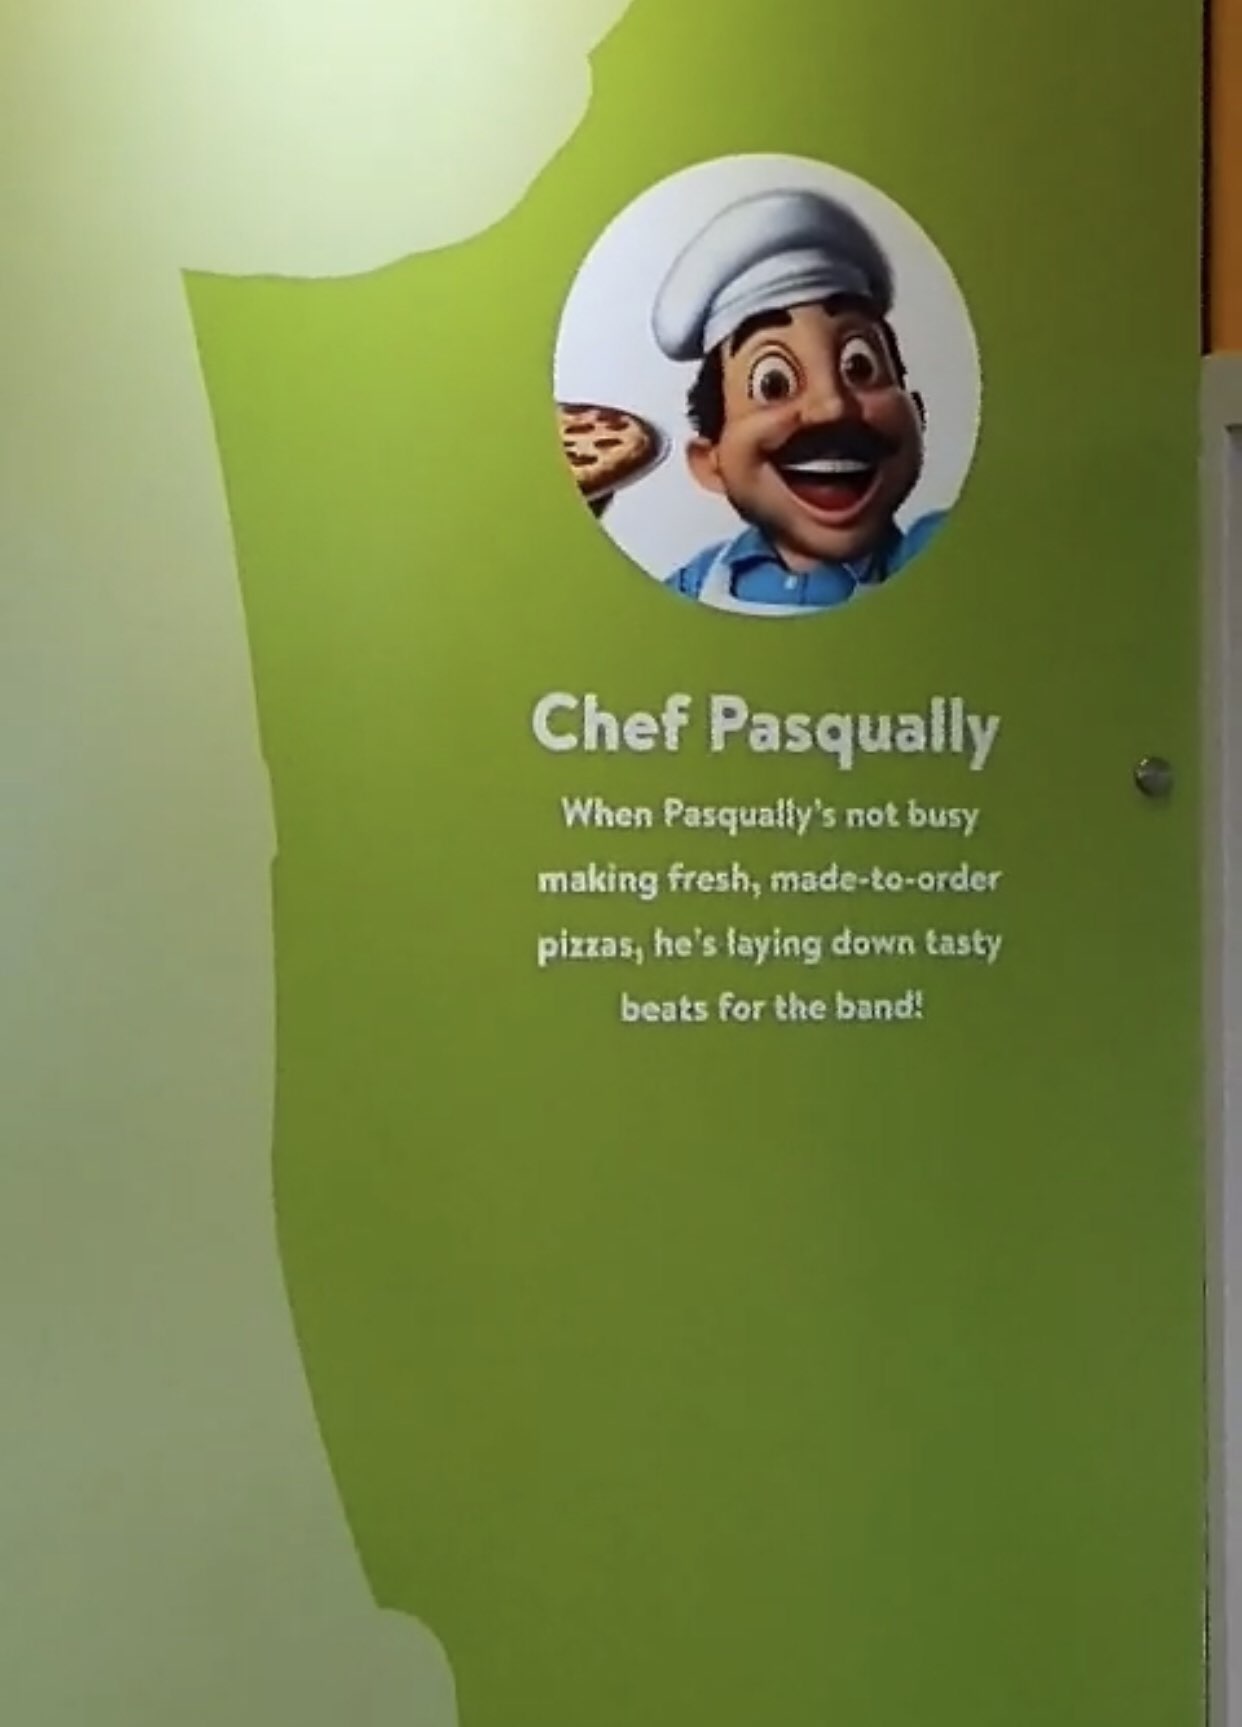 Chef Pasqually
When Pasqually's not busy
making fresh, made-to-order
pizzas, he's laying down tasty
beats for the band!